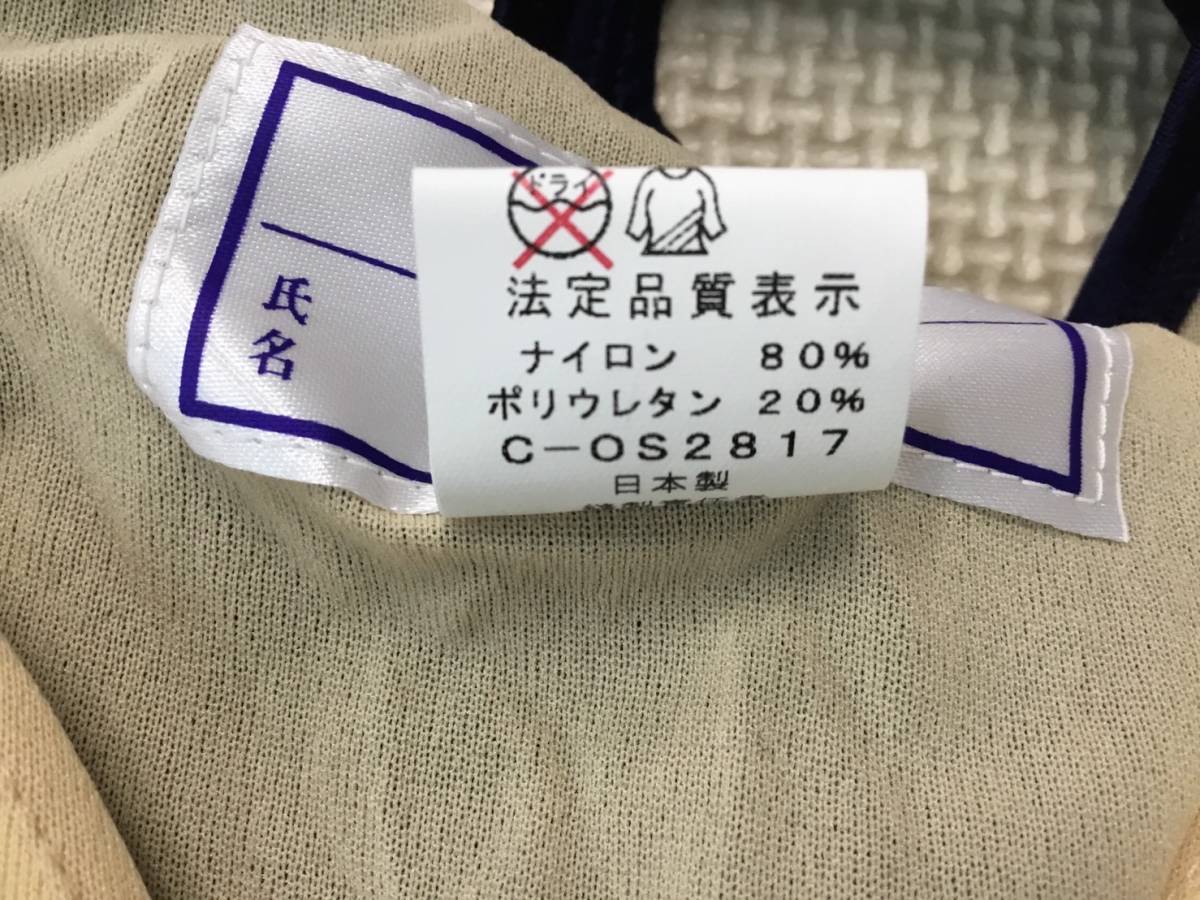 ドライ
法定品質表示
ナイロン 80%
ポリウレタン 20%
C-OS2817
日本製
氏名